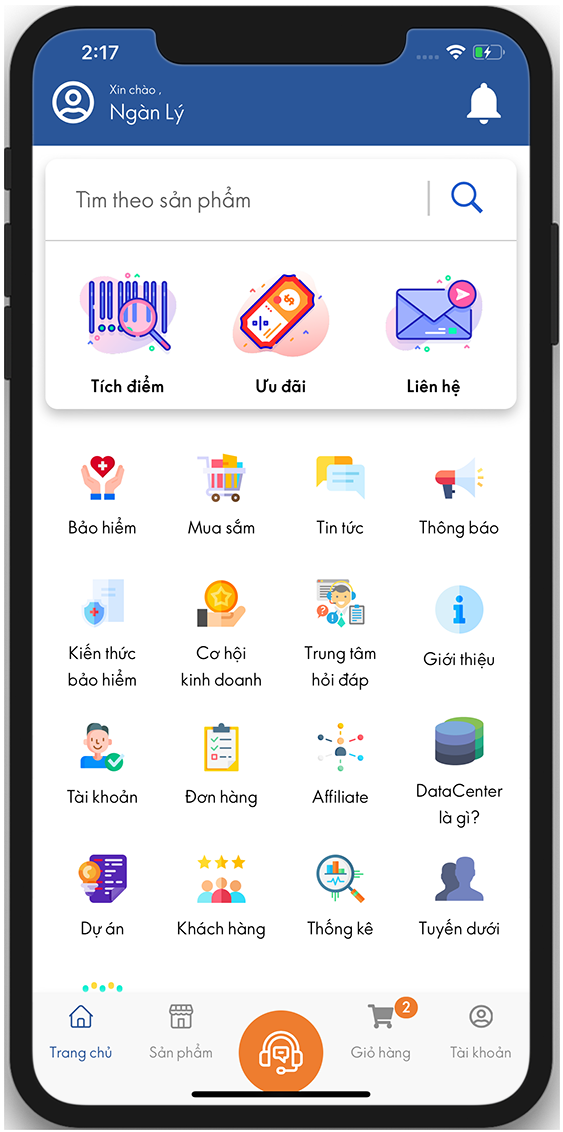 2:17
Xin chào ,
Ngàn Lý
Tìm theo sản phẩm
Tích điểm
Ưu đãi
Liên hệ
Bảo hiểm
Mua sắm
Tin tức
Thông báo
Kiến thức
bảo hiểm
Cơ hội
kinh doanh
Trung tâm
hỏi đáp
Giới thiệu
Tài khoản
Đơn hàng
Affiliate
DataCenter
là gì?
Dự án
Khách hàng
Thống kê
Tuyến dưới
Trang chủ
Sản phẩm
2
Giỏ hàng
Tài khoản